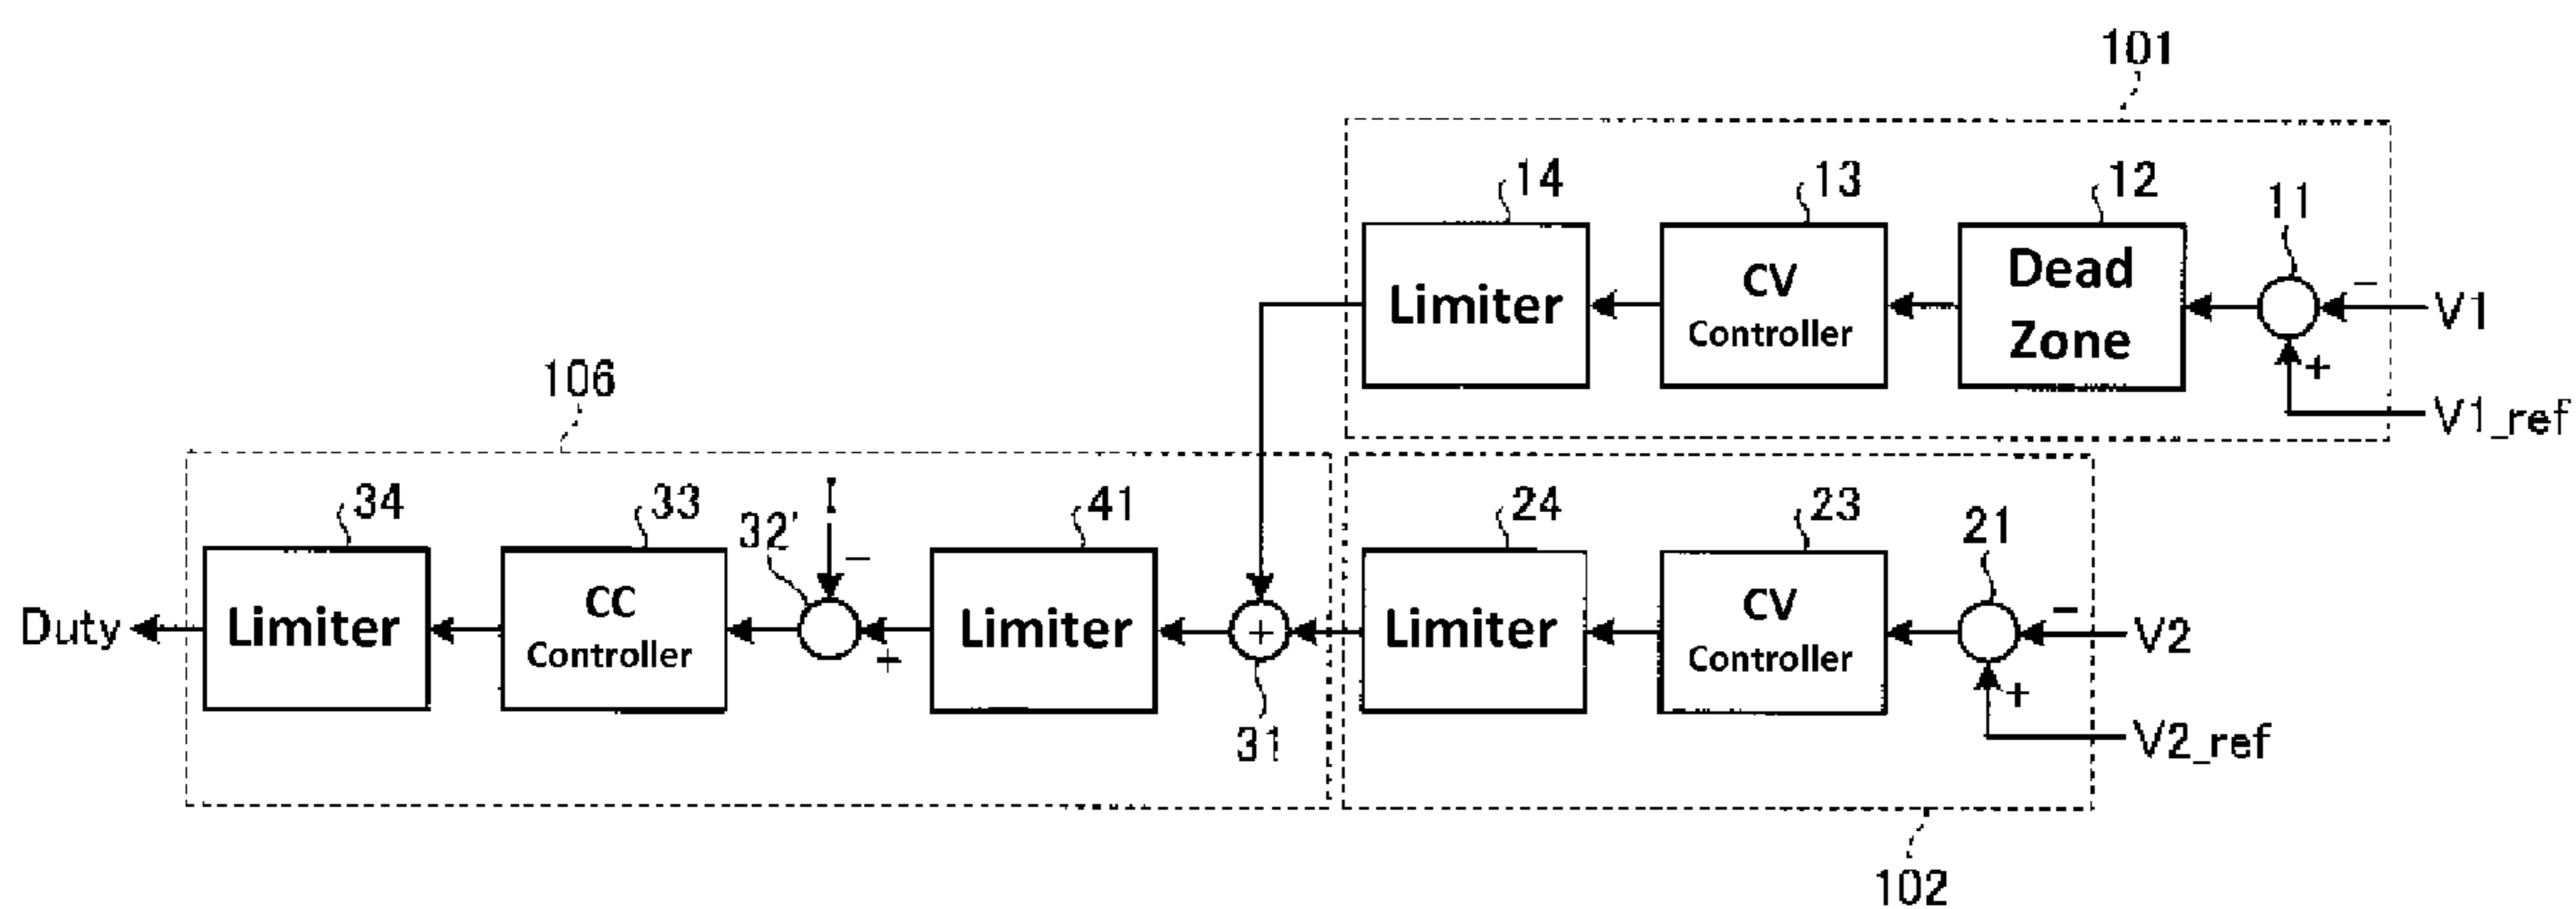 101
14
13
12
11
Limiter
CV
Controller
Dead
Zone
−
V1
+
V1_ref
106
34
33
32'
I
−
41
24
23
21
Duty
Limiter
CC
Controller
+
Limiter
+
Limiter
CV
Controller
−
V2
+
V2_ref
31
102